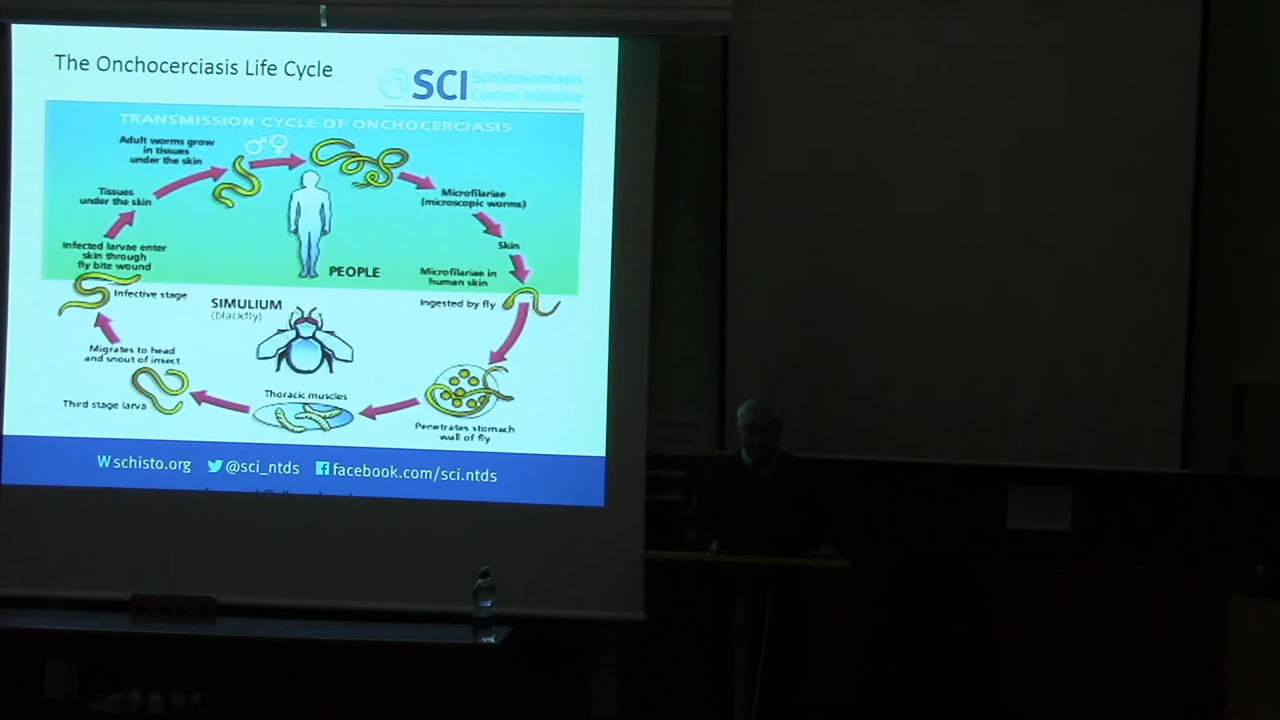 The Onchocerciasis Life Cycle
SCI Schistosomiasis
Control Initiative
TRANSMISSION CYCLE OF ONCHOCERCIASIS
Adult worms grow
in tissues
under the skin
Tissues
under the skin
Microfilariae
(microscopic worms)
Skin
Infected larvae enter
skin through
fly bite wound
PEOPLE
Microfilariae in
human skin
Infective stage
Ingested by fly
SIMULIUM
(blackfly)
Migrates to head
and snout of insect
Third stage larva
Thoracic muscles
Penetrates stomach
wall of fly
W schisto.org @sci_ntds facebook.com/sci.ntds